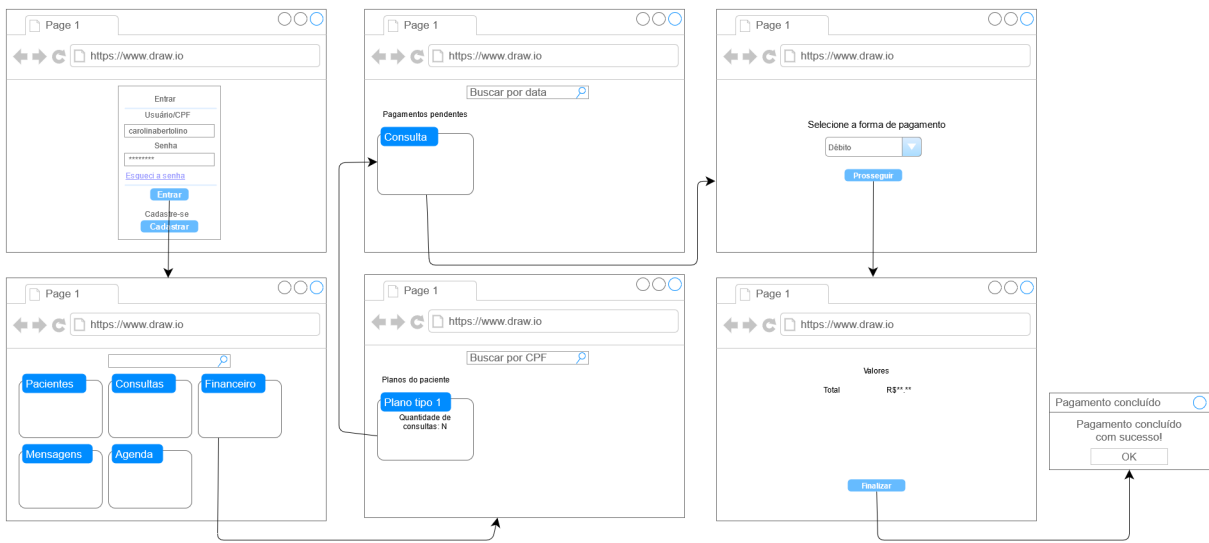 Page 1
https://www.draw.io
Entrar
Usuário/CPF
carolinabertolino
Senha
********
Esqueci a senha
Entrar
Cadastre-se
Cadastrar
Page 1
https://www.draw.io
Buscar por data
Pagamentos pendentes
Consulta
Page 1
https://www.draw.io
Selecione a forma de pagamento
Débito
Prosseguir
Page 1
https://www.draw.io
Pacientes
Consultas
Financeiro
Mensagens
Agenda
Page 1
https://www.draw.io
Buscar por CPF
Planos do paciente
Plano tipo 1
Quantidade de
consultas: N
Page 1
https://www.draw.io
Valores
Total R$**.**
Finalizar
Pagamento concluído
Pagamento concluído
com sucesso!
OK